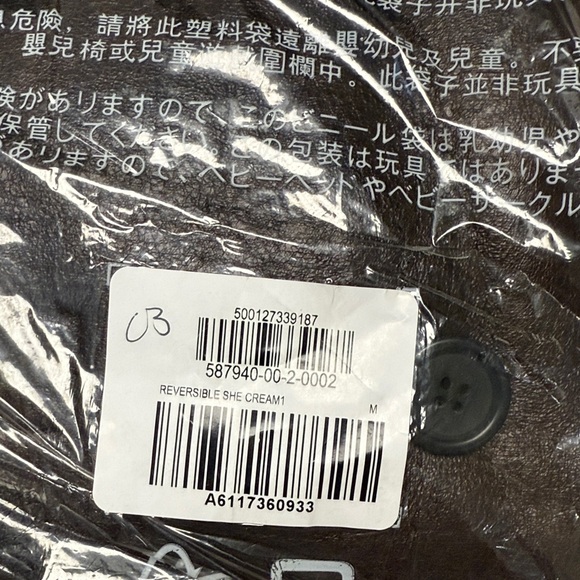 危險，請將此塑料袋遠離嬰幼兒及兒童。不要
嬰兒椅或兒童遊戲圍欄中。此袋子並非玩具
険がありますので、このビニール袋は乳幼児や
保管してください。この包装は玩具ではありませ
ありますので、ベビーベッドやベビーサークル
03
500127339187
587940-00-2-0002
REVERSIBLE SHE CREAM1 M
A6117360933